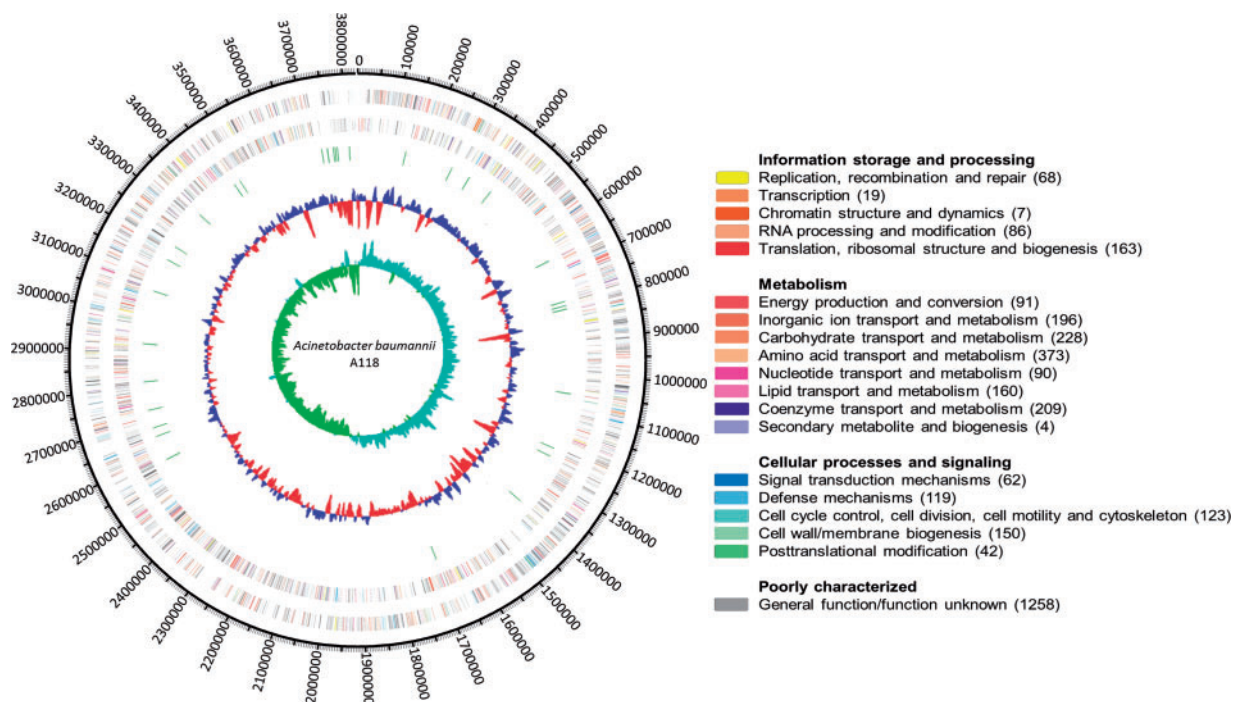 0
100000
200000
300000
400000
500000
600000
700000
800000
900000
1000000
1100000
1200000
1300000
1400000
1500000
1600000
1700000
1800000
1900000
2000000
2100000
2200000
2300000
2400000
2500000
2600000
2700000
2800000
2900000
3000000
3100000
3200000
3300000
3400000
3500000
3600000
3700000
3800000
Acinetobacter baumannii
A118
Information storage and processing
Replication, recombination and repair (68)
Transcription (19)
Chromatin structure and dynamics (7)
RNA processing and modification (86)
Translation, ribosomal structure and biogenesis (163)
Metabolism
Energy production and conversion (91)
Inorganic ion transport and metabolism (196)
Carbohydrate transport and metabolism (228)
Amino acid transport and metabolism (373)
Nucleotide transport and metabolism (90)
Lipid transport and metabolism (160)
Coenzyme transport and metabolism (209)
Secondary metabolite and biogenesis (4)
Cellular processes and signaling
Signal transduction mechanisms (62)
Defense mechanisms (119)
Cell cycle control, cell division, cell motility and cytoskeleton (123)
Cell wall/membrane biogenesis (150)
Posttranslational modification (42)
Poorly characterized
General function/function unknown (1258)